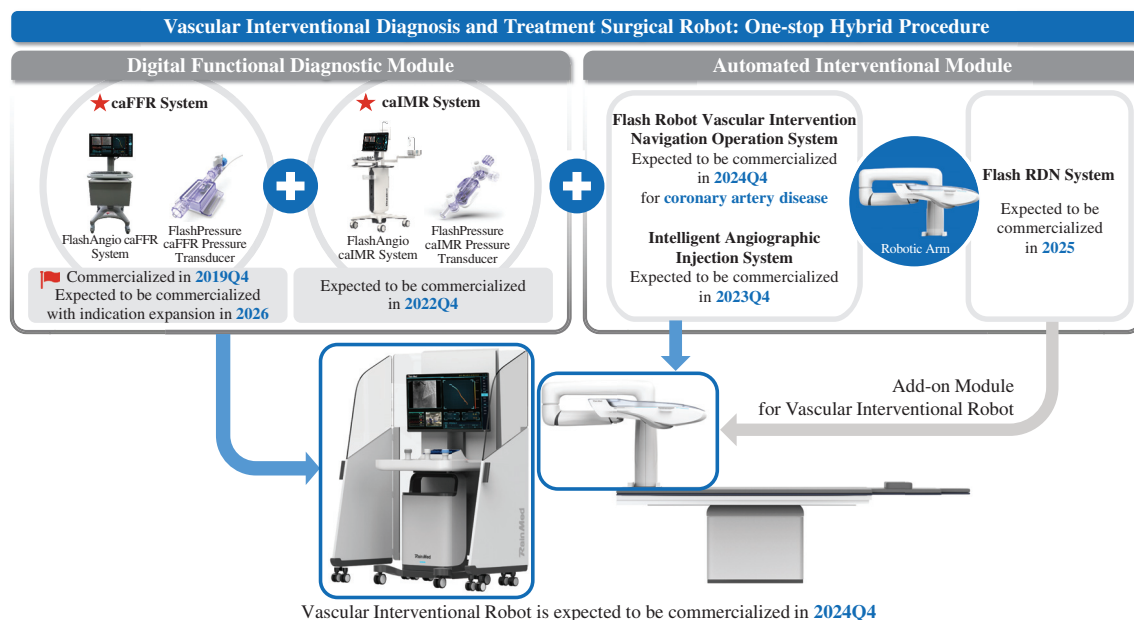 Vascular Interventional Diagnosis and Treatment Surgical Robot: One-stop Hybrid Procedure
Digital Functional Diagnostic Module
caFFR System
FlashAngio caFFR
System
FlashPressure
caFFR Pressure
Transducer
Commercialized in 2019Q4
Expected to be commercialized
with indication expansion in 2026
caIMR System
FlashAngio
caIMR System
FlashPressure
caIMR Pressure
Transducer
Expected to be commercialized
in 2022Q4
Automated Interventional Module
Flash Robot Vascular Intervention
Navigation Operation System
Expected to be commercialized
in 2024Q4
for coronary artery disease
Intelligent Angiographic
Injection System
Expected to be commercialized
in 2023Q4
Robotic Arm
Flash RDN System
Expected to be
commercialized
in 2025
Add-on Module
for Vascular Interventional Robot
RainMed
RainMed
Vascular Interventional Robot is expected to be commercialized in 2024Q4